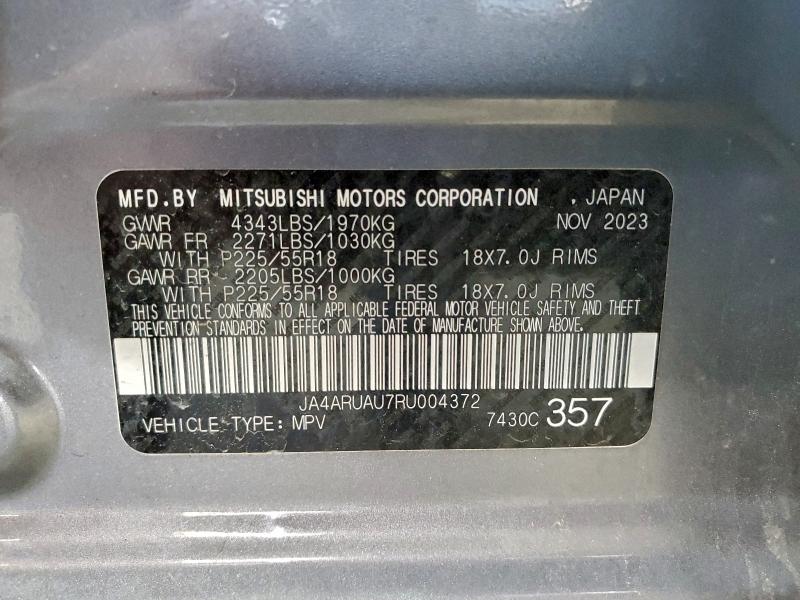 MFD.BY MITSUBISHI MOTORS CORPORATION , JAPAN
GVWR 4343LBS/1970KG NOV 2023
GAWR FR 2271LBS/1030KG
WITH P225/55R18 TIRES 18X7.0J RIMS
GAWR RR 2205LBS/1000KG
WITH P225/55R18 TIRES 18X7.0J RIMS
THIS VEHICLE CONFORMS TO ALL APPLICABLE FEDERAL MOTOR VEHICLE SAFETY AND THEFT
PREVENTION STANDARDS IN EFFECT ON THE DATE OF MANUFACTURE SHOWN ABOVE.
JA4ARUAU7RU004372
VEHICLE TYPE: MPV 7430C 357